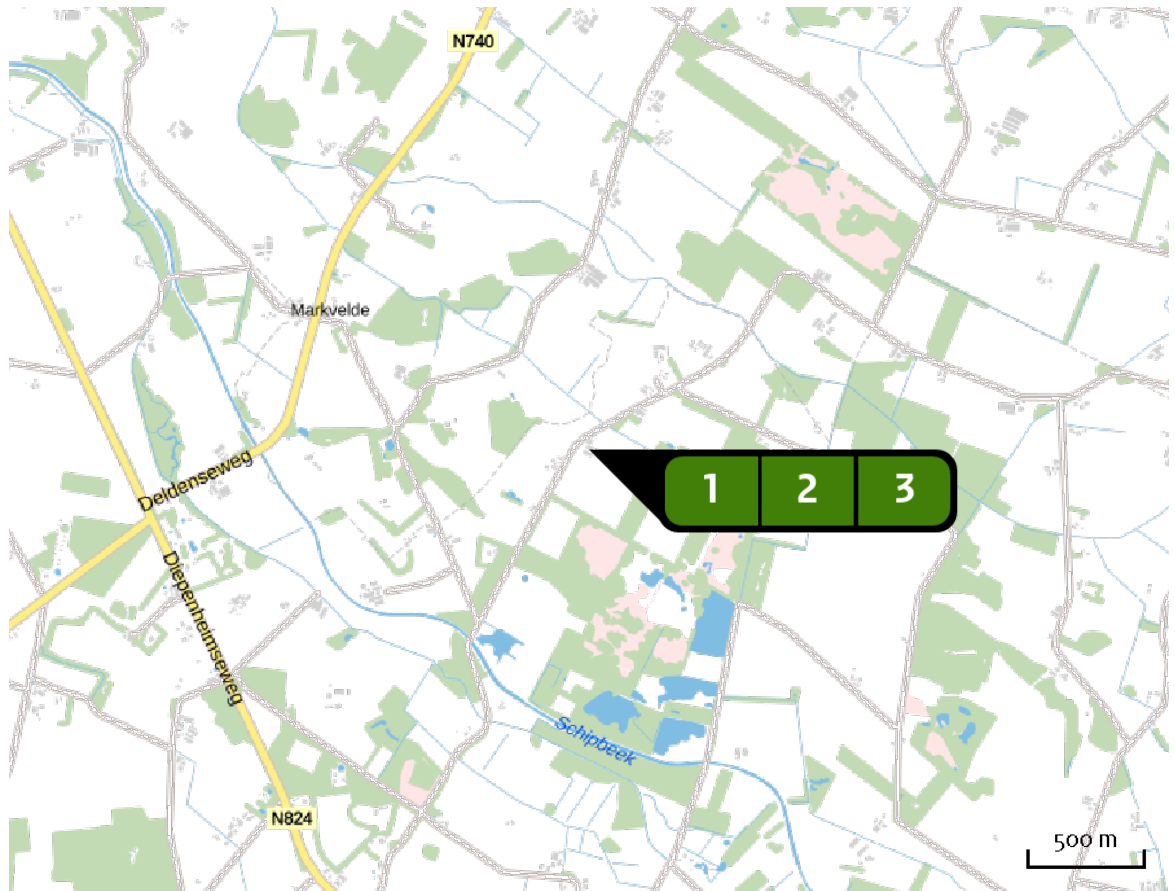 N740
Markvelde
Deldenseweg
1 2 3
Diepenheimseweg
Schipbeek
N824
500 m